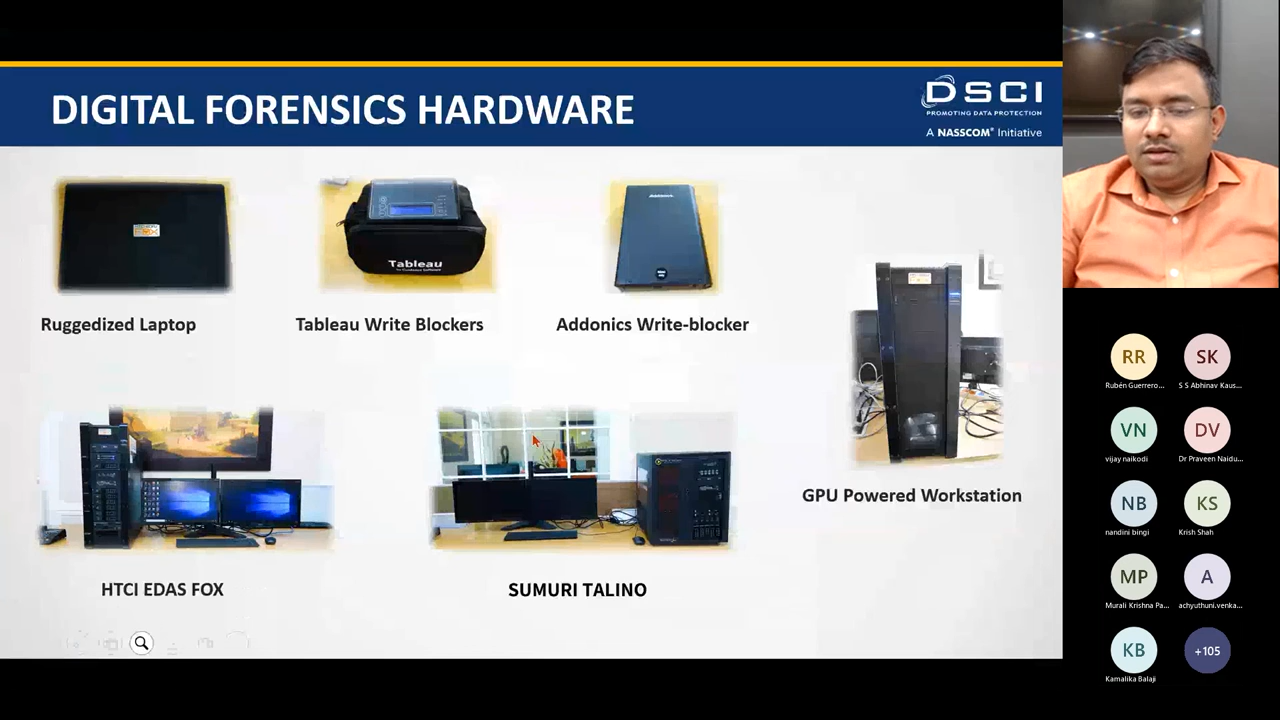 DIGITAL FORENSICS HARDWARE
DSCI
PROMOTING DATA PROTECTION
A NASSCOM® Initiative
Tableau
Ruggedized Laptop
Tableau Write Blockers
Addonics Write-blocker
GPU Powered Workstation
HTCI EDAS FOX
SUMURI TALINO
RR
SK
Rubén Guerrero...
S S Abhinav Kaus...
VN
DV
vijay naikodi
Dr Praveen Naidu...
NB
KS
nandini bingi
Krish Shah
MP
A
Murali Krishna Pa...
achyuthuni.venka...
KB
+105
Kamalika Balaji